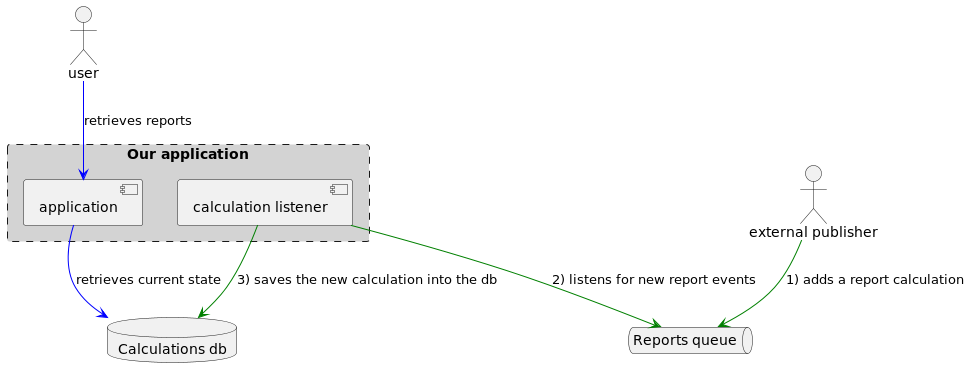 user
retrieves reports
Our application
application
calculation listener
external publisher
retrieves current state
3) saves the new calculation into the db
2) listens for new report events
1) adds a report calculation
Calculations db
Reports queue